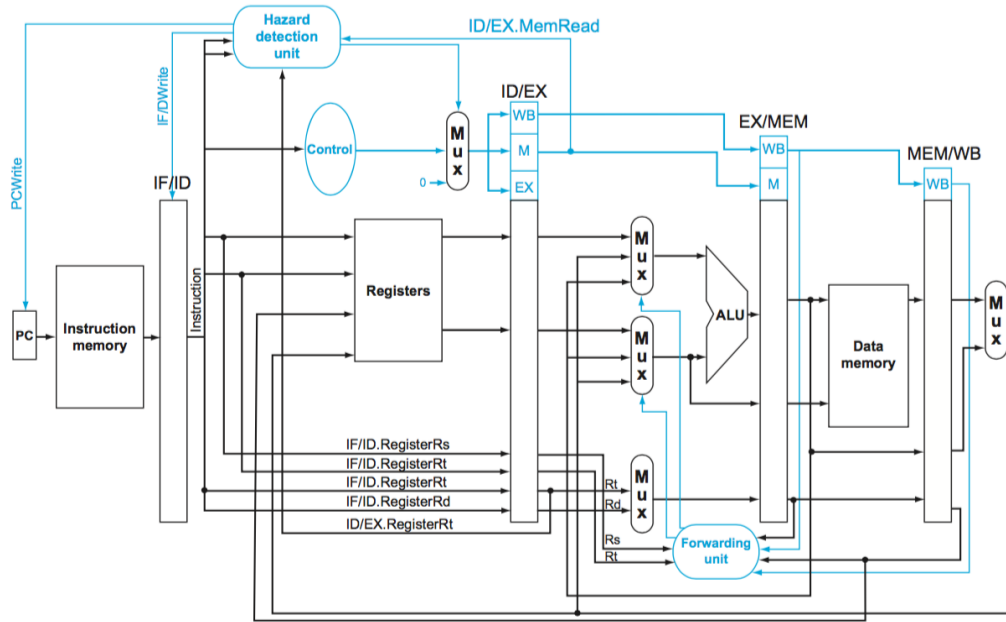 Hazard
detection
unit
ID/EX.MemRead
ID/EX
EX/MEM
MEM/WB
IF/DWrite
PCWrite
IF/ID
Control
M
u
x
0
WB
M
EX
WB
M
WB
PC
Instruction
memory
Instruction
Registers
M
u
x
M
u
x
ALU
Data
memory
M
u
x
IF/ID.RegisterRs
IF/ID.RegisterRt
IF/ID.RegisterRt
IF/ID.RegisterRd
ID/EX.RegisterRt
Rt
Rd
M
u
x
Rs
Rt
Forwarding
unit